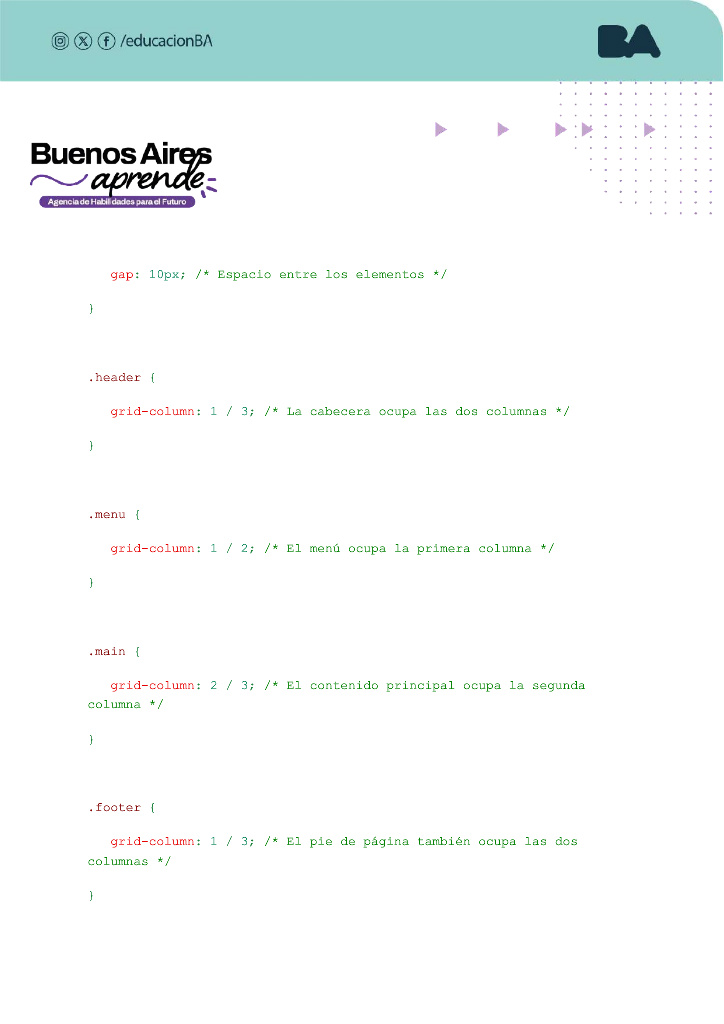 /educacionBA
BA
Buenos Aires
aprende
Agencia de Habilidades para el Futuro
gap: 10px; /* Espacio entre los elementos */
}
.header {
grid-column: 1 / 3; /* La cabecera ocupa las dos columnas */
}
.menu {
grid-column: 1 / 2; /* El menú ocupa la primera columna */
}
.main {
grid-column: 2 / 3; /* El contenido principal ocupa la segunda
columna */
}
.footer {
grid-column: 1 / 3; /* El pie de página también ocupa las dos
columnas */
}